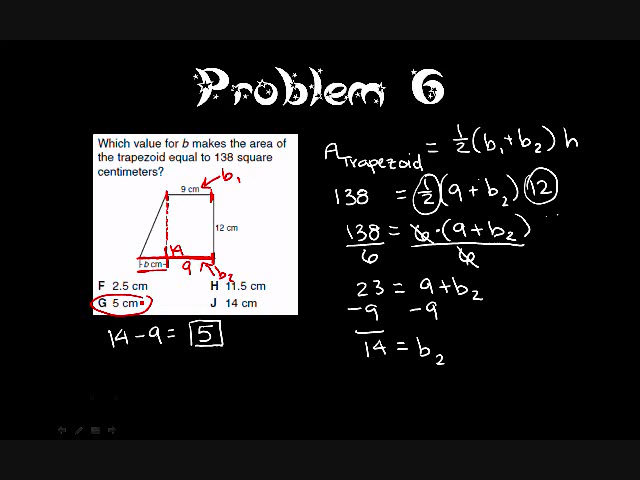 Problem 6
Which value for b makes the area of
the trapezoid equal to 138 square
centimeters?
9 cm
b₁
12 cm
14
b cm
9
b₂
F 2.5 cm
H 11.5 cm
G 5 cm
J 14 cm
14 - 9 = 5
A Trapezoid = 1/2 (b₁ + b₂) h
138 = 1/2 (9 + b₂) 12
138 = 6 · (9 + b₂)
6 6
23 = 9 + b₂
-9 -9
14 = b₂